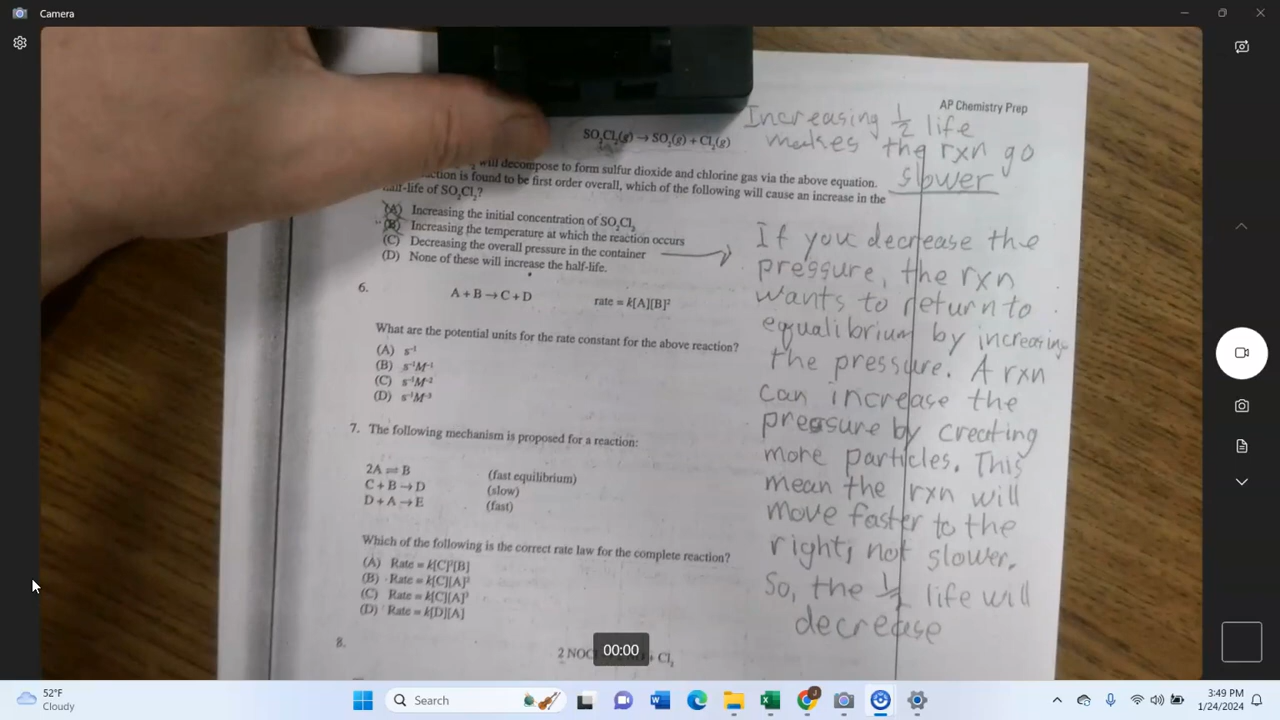 Camera
AP Chemistry Prep
Increasing 1/2 life
makes the rxn go
slower
SO₂Cl₂(g) → SO₂(g) + Cl₂(g)
will decompose to form sulfur dioxide and chlorine gas via the above equation.
is found to be first order overall, which of the following will cause an increase in the
half-life of SO₂Cl₂?
(A) Increasing the initial concentration of SO₂Cl₂
(B) Increasing the temperature at which the reaction occurs
(C) Decreasing the overall pressure in the container
(D) None of these will increase the half-life.
If you decrease the
pressure, the rxn
wants to return to
equalibrium by increasing
the pressure. A rxn
can increase the
pressure by creating
more particles. This
mean the rxn will
move faster to the
right, not slower.
So, the 1/2 life will
decrease
6.
A + B → C + D rate = k[A][B]²
What are the potential units for the rate constant for the above reaction?
(A) s⁻¹
(B) s⁻¹M⁻¹
(C) s⁻¹M⁻²
(D) s⁻¹M⁻³
7. The following mechanism is proposed for a reaction:
2A ⇌ B (fast equilibrium)
C + B → D (slow)
D + A → E (fast)
Which of the following is the correct rate law for the complete reaction?
(A) Rate = k[C]²[B]
(B) Rate = k[C][A]²
(C) Rate = k[C][A]³
(D) Rate = k[D][A]
8.
2 NOCl + Cl₂
00:00
52°F
Cloudy
Search
3:49 PM
1/24/2024